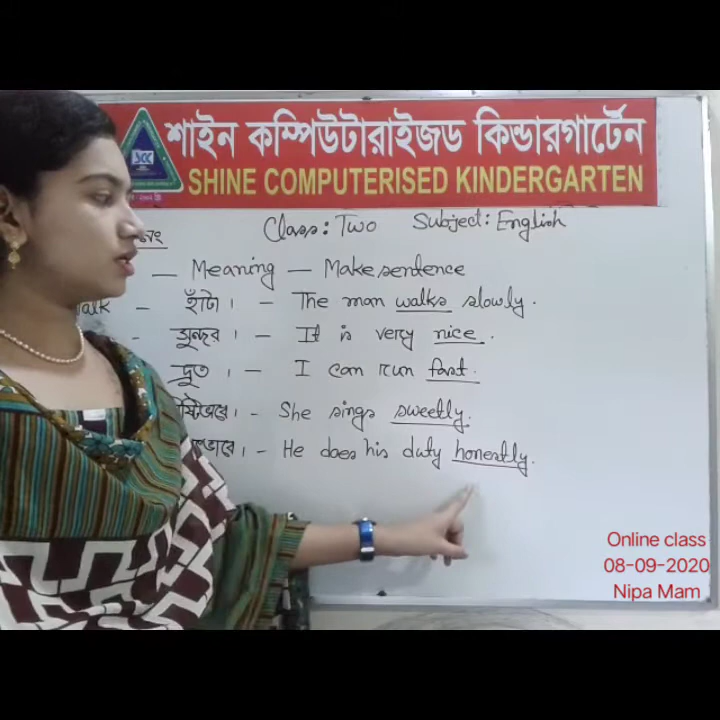 শাইন কম্পিউটারাইজড কিন্ডারগার্টেন
SHINE COMPUTERISED KINDERGARTEN
Class: Two Subject: English
— Meaning — Make sentence
alk - হাঁটা। - The man walks slowly.
- সুন্দর। - It is very nice.
দ্রুত - I can run fast.
She sings sweetly.
ভাবে। - He does his duty honestly.
Online class
08-09-2020
Nipa Mam